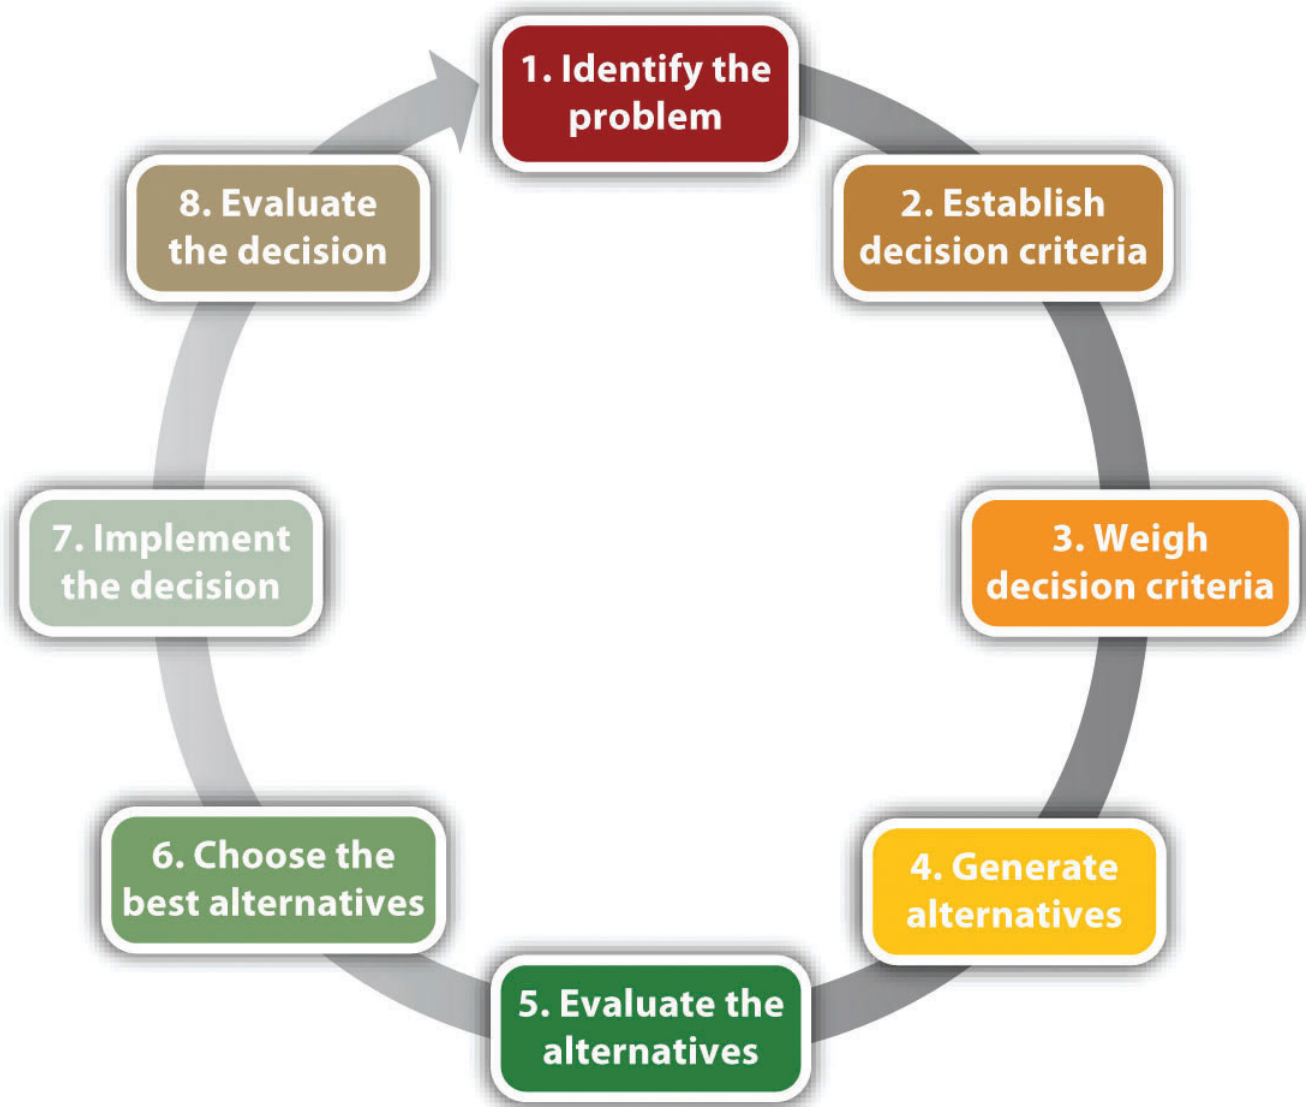 1. Identify the
problem
2. Establish
decision criteria
3. Weigh
decision criteria
4. Generate
alternatives
5. Evaluate the
alternatives
6. Choose the
best alternatives
7. Implement
the decision
8. Evaluate
the decision